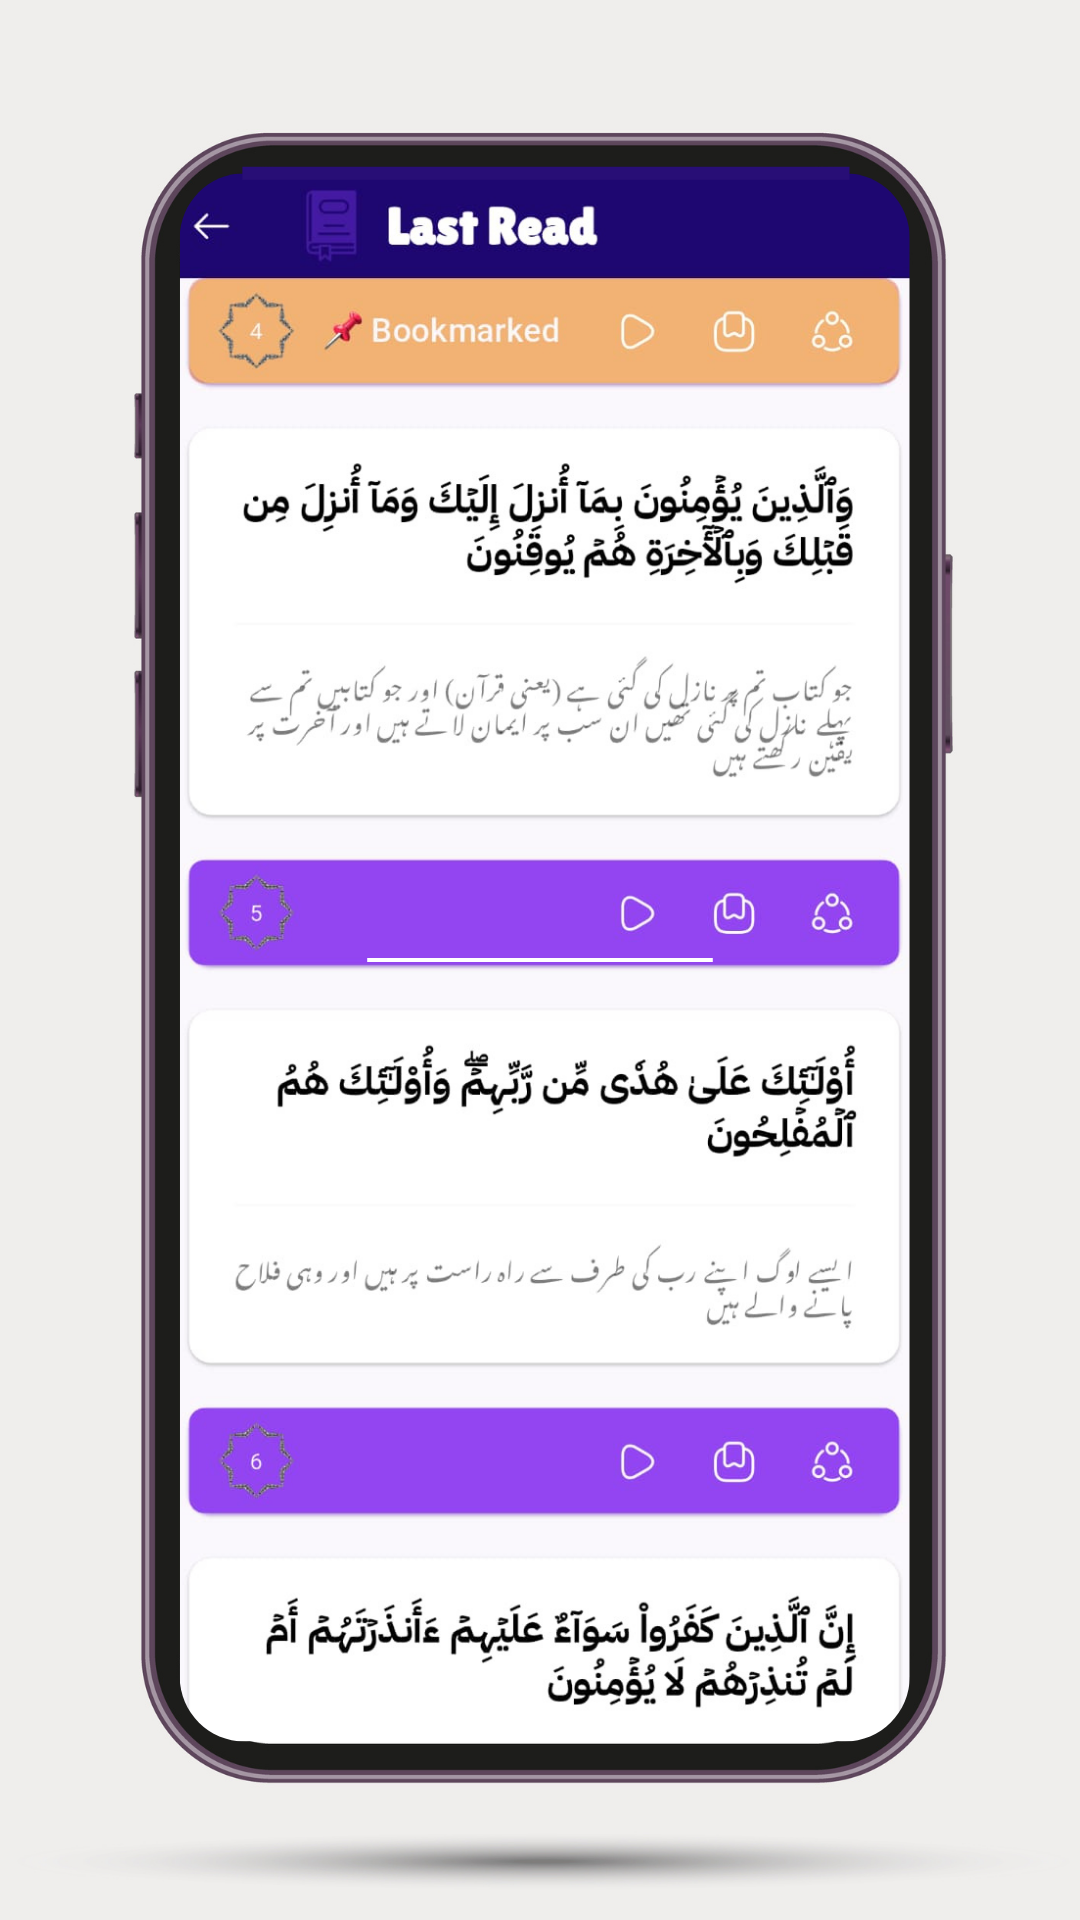 Last Read
4 📌 Bookmarked
وَٱلَّذِينَ يُؤۡمِنُونَ بِمَآ أُنزِلَ إِلَيۡكَ وَمَآ أُنزِلَ مِن
قَبۡلِكَ وَبِٱلۡأٓخِرَةِ هُمۡ يُوقِنُونَ
جو کتاب تم پر نازل کی گئی ہے (یعنی قرآن) اور جو کتابیں تم سے
پہلے نازل کی گئی تھیں ان سب پر ایمان لاتے ہیں اور آخرت پر
یقین رکھتے ہیں
5
أُوْلَـٰٓئِكَ عَلَىٰ هُدٗى مِّن رَّبِّهِمۡۖ وَأُوْلَـٰٓئِكَ هُمُ
ٱلۡمُفۡلِحُونَ
ایسے لوگ اپنے رب کی طرف سے راہ راست پر ہیں اور وہی فلاح
پانے والے ہیں
6
إِنَّ ٱلَّذِينَ كَفَرُواْ سَوَآءٌ عَلَيۡهِمۡ ءَأَنذَرۡتَهُمۡ أَمۡ
لَمۡ تُنذِرۡهُمۡ لَا يُؤۡمِنُونَ